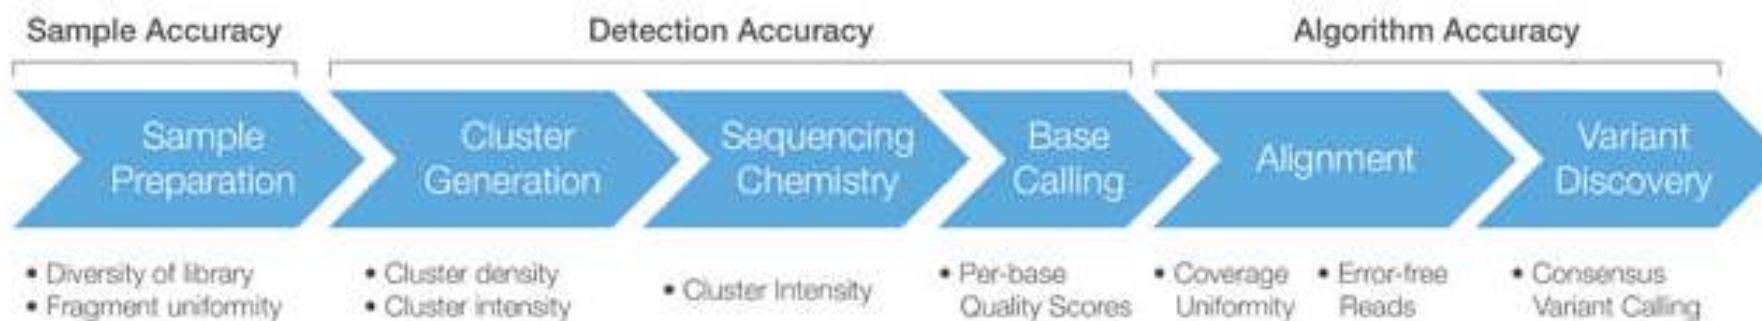 Sample Accuracy
Detection Accuracy
Algorithm Accuracy
Sample
Preparation
Cluster
Generation
Sequencing
Chemistry
Base
Calling
Alignment
Variant
Discovery
• Diversity of library
• Fragment uniformity
• Cluster density
• Cluster intensity
• Cluster Intensity
• Per-base
Quality Scores
• Coverage
Uniformity
• Error-free
Reads
• Consensus
Variant Calling